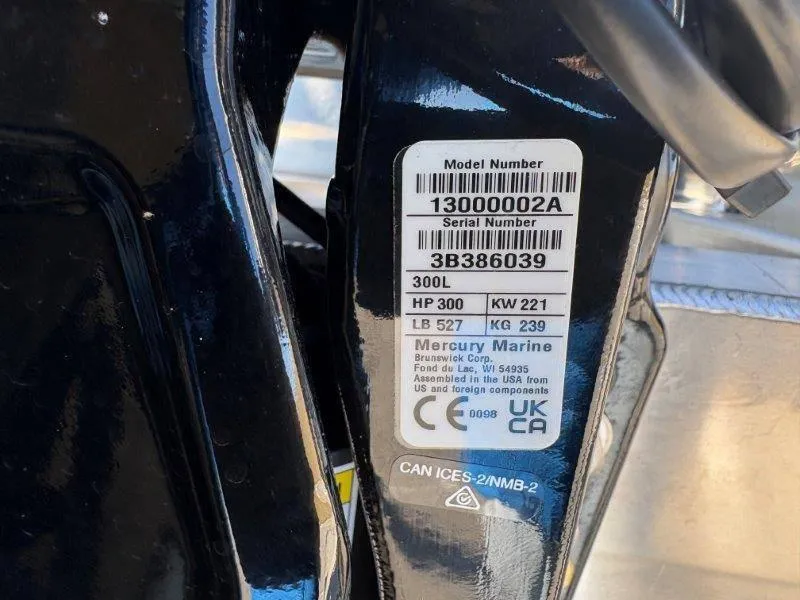 Model Number
13000002A
Serial Number
3B386039
300L
HP 300 KW 221
LB 527 KG 239
Mercury Marine
Brunswick Corp.
Fond du Lac, WI 54935
Assembled in the USA from
US and foreign components
CE 0098 UK
CA
CAN ICES-2/NMB-2